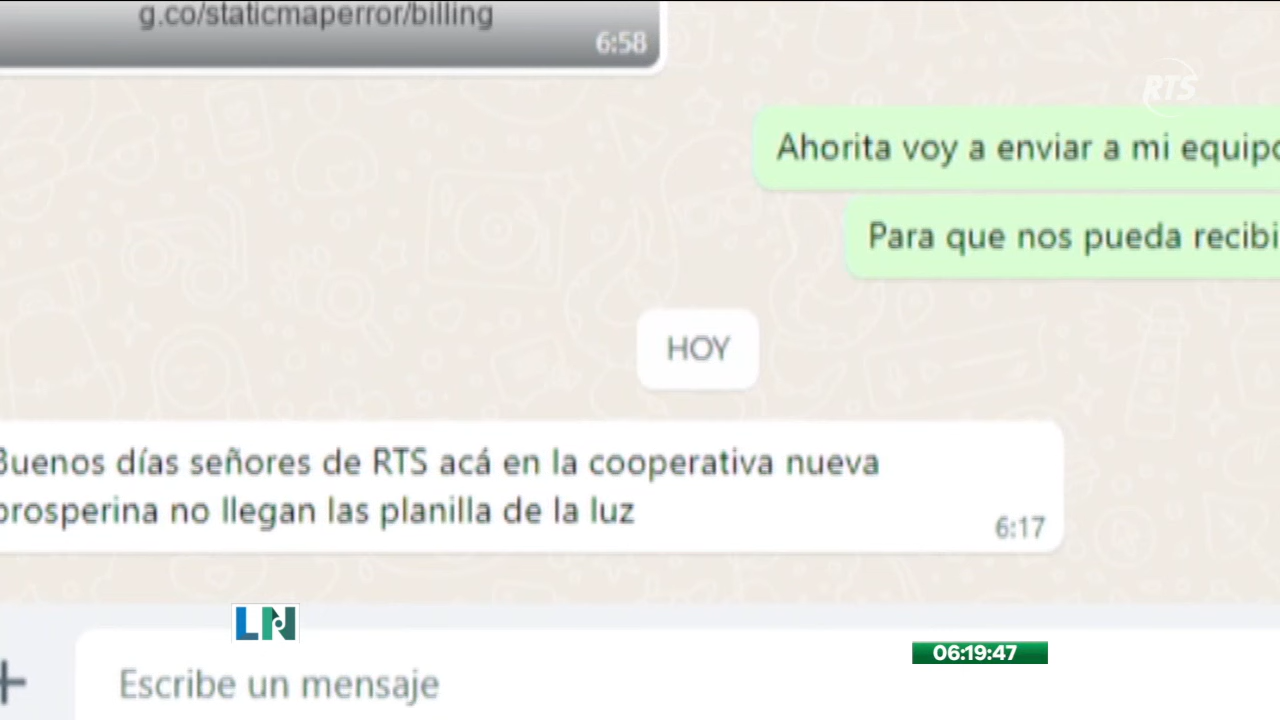 g.co/staticmaperror/billing
6:58
RTS
Ahorita voy a enviar a mi equipo
Para que nos pueda recibi
HOY
Buenos días señores de RTS acá en la cooperativa nueva
prosperina no llegan las planilla de la luz
6:17
LN
06:19:47
Escribe un mensaje